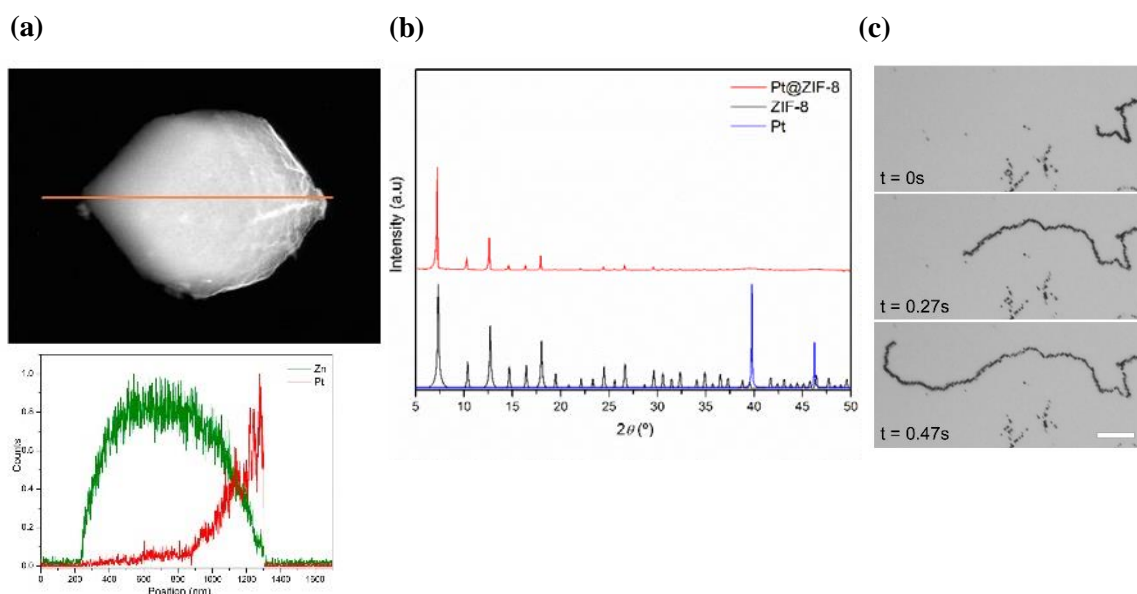 (a)
(b)
(c)
Pt@ZIF-8
ZIF-8
Pt
Intensity (a.u)
5 10 15 20 25 30 35 40 45 50
2θ (°)
Zn
Pt
Counts
1.0
0.8
0.6
0.4
0.2
0.0
0 200 400 600 800 1000 1200 1400 1600
Position (nm)
t = 0s
t = 0.27s
t = 0.47s